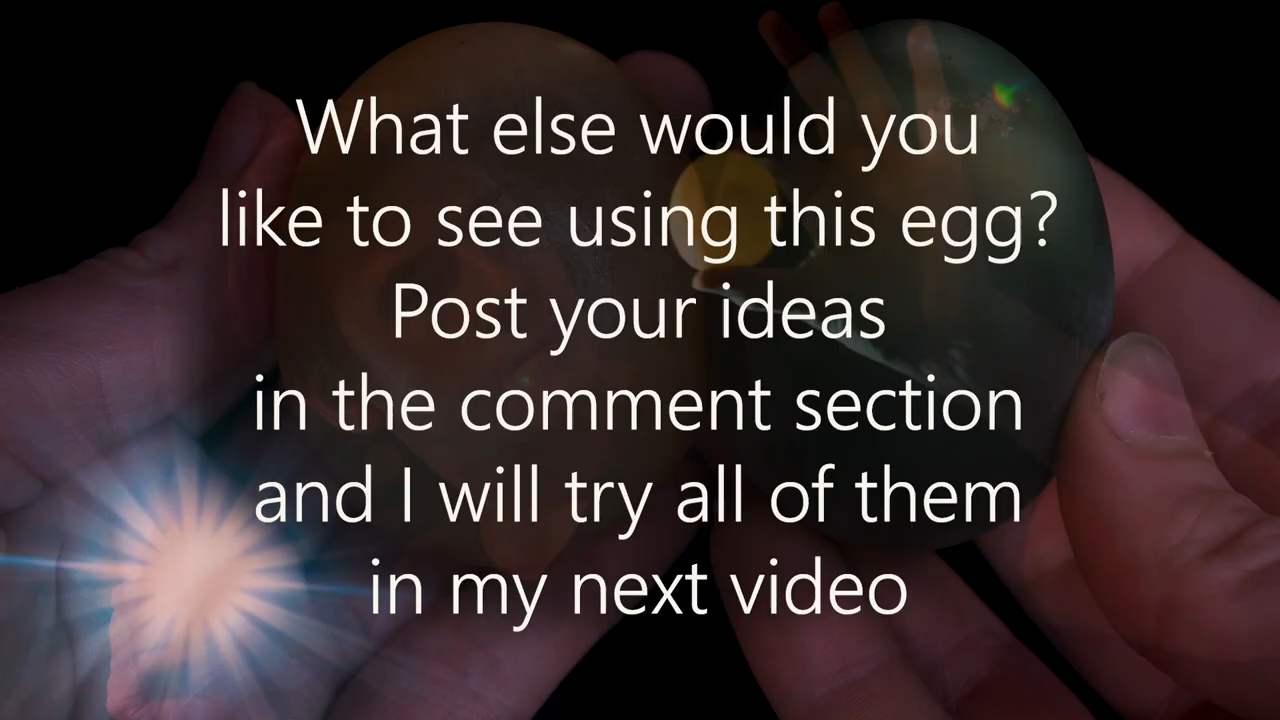 What else would you
like to see using this egg?
Post your ideas
in the comment section
and I will try all of them
in my next video